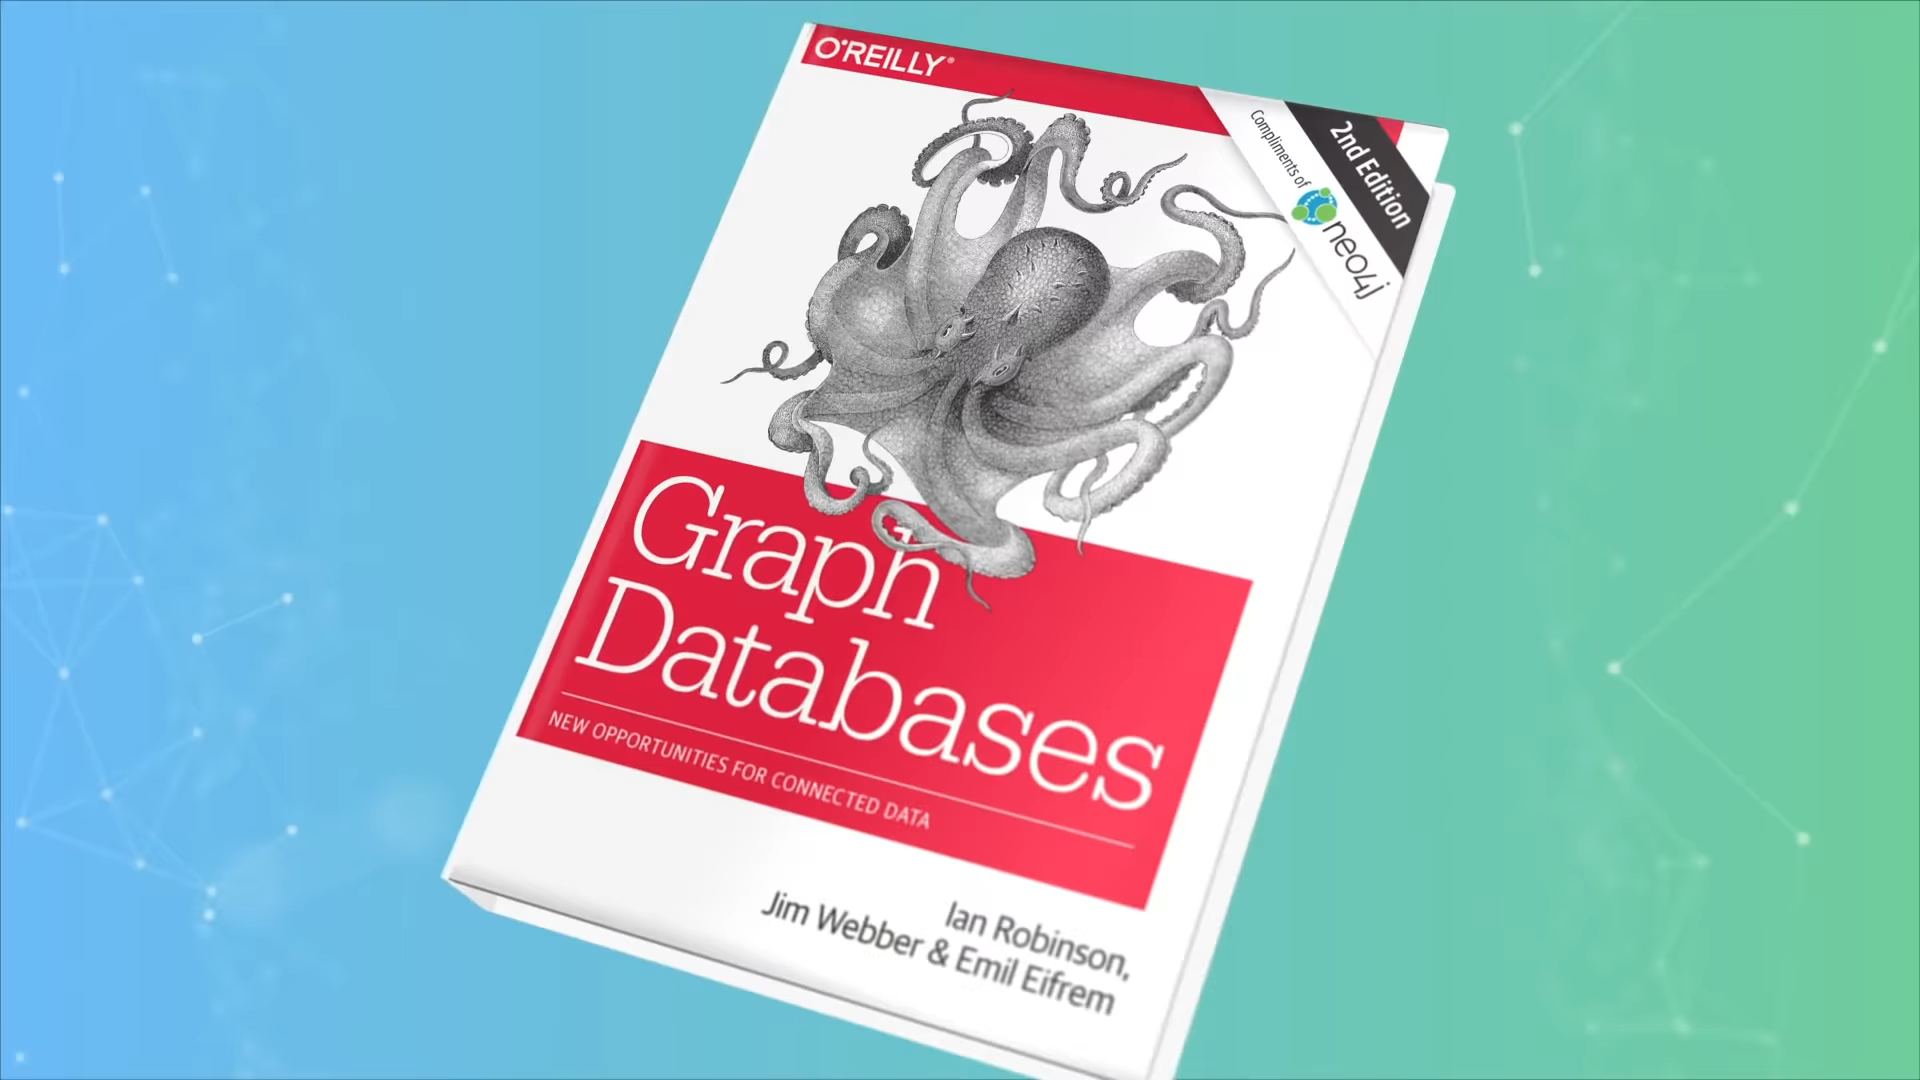 O'REILLY®
2nd Edition
Compliments of
neo4j
Graph
Databases
NEW OPPORTUNITIES FOR CONNECTED DATA
Ian Robinson,
Jim Webber & Emil Eifrem